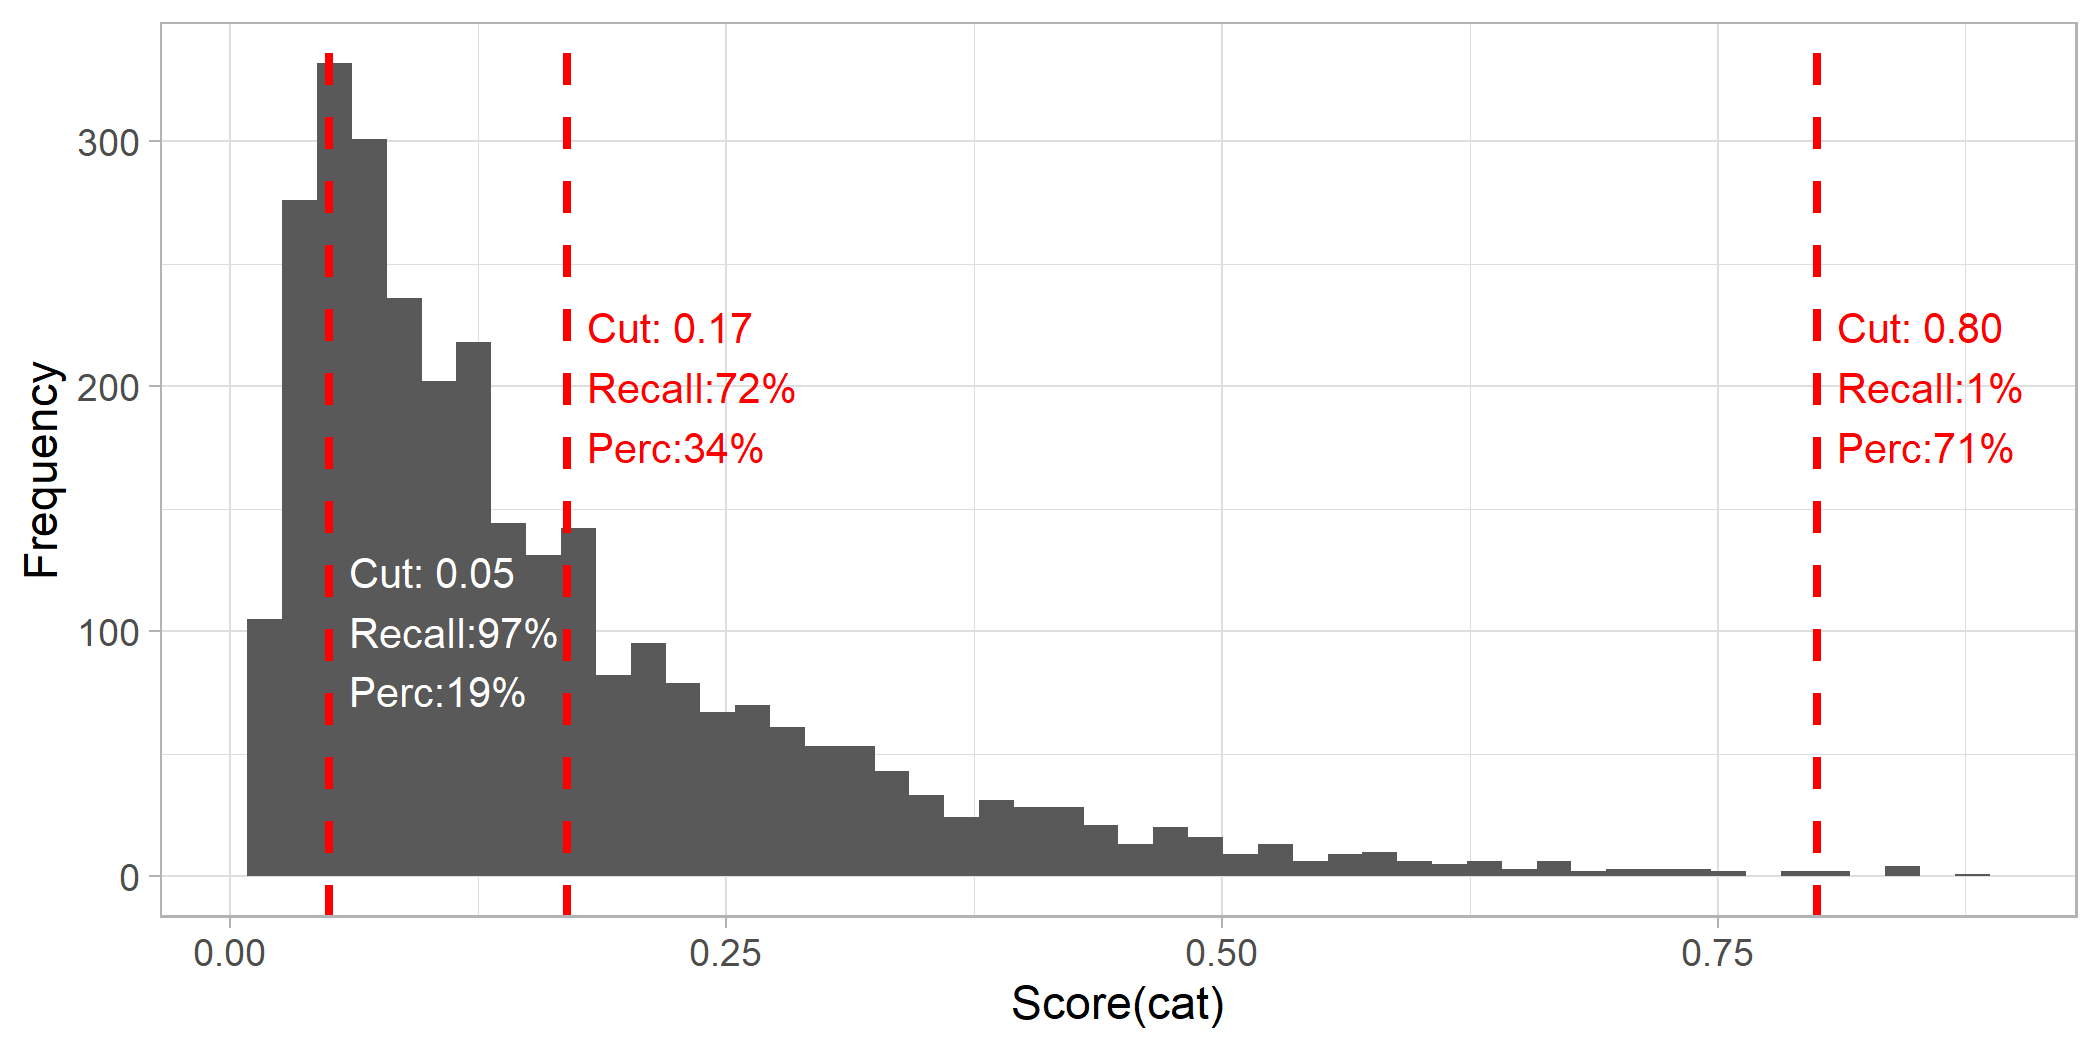 300
200
100
0
Frequency
Cut: 0.05
Recall:97%
Perc:19%
Cut: 0.17
Recall:72%
Perc:34%
Cut: 0.80
Recall:1%
Perc:71%
0.00
0.25
0.50
0.75
Score(cat)